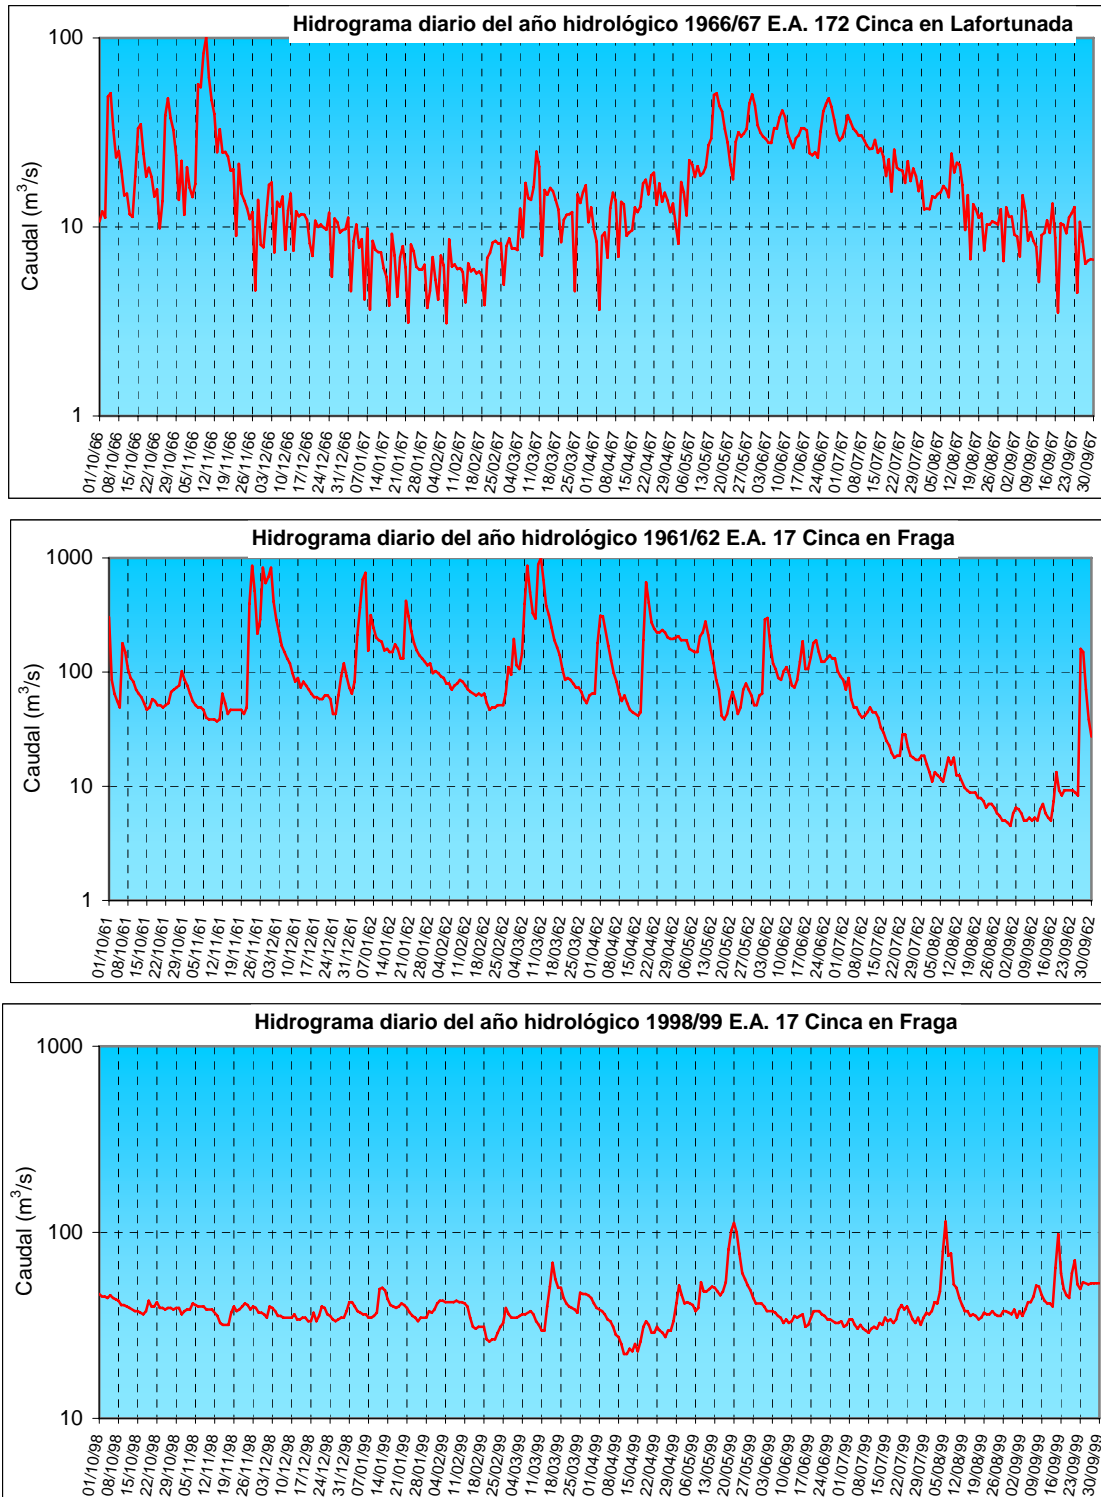 Hidrograma diario del año hidrológico 1966/67 E.A. 172 Cinca en Lafortunada
Caudal (m³/s)
100
10
1
01/10/66 08/10/66 15/10/66 22/10/66 29/10/66 05/11/66 12/11/66 19/11/66 26/11/66 03/12/66 10/12/66 17/12/66 24/12/66 31/12/66 07/01/67 14/01/67 21/01/67 28/01/67 04/02/67 11/02/67 18/02/67 25/02/67 04/03/67 11/03/67 18/03/67 25/03/67 01/04/67 08/04/67 15/04/67 22/04/67 29/04/67 06/05/67 13/05/67 20/05/67 27/05/67 03/06/67 10/06/67 17/06/67 24/06/67 01/07/67 08/07/67 15/07/67 22/07/67 29/07/67 05/08/67 12/08/67 19/08/67 26/08/67 02/09/67 09/09/67 16/09/67 23/09/67 30/09/67
Hidrograma diario del año hidrológico 1961/62 E.A. 17 Cinca en Fraga
Caudal (m³/s)
1000
100
10
1
01/10/61 08/10/61 15/10/61 22/10/61 29/10/61 05/11/61 12/11/61 19/11/61 26/11/61 03/12/61 10/12/61 17/12/61 24/12/61 31/12/61 07/01/62 14/01/62 21/01/62 28/01/62 04/02/62 11/02/62 18/02/62 25/02/62 04/03/62 11/03/62 18/03/62 25/03/62 01/04/62 08/04/62 15/04/62 22/04/62 29/04/62 06/05/62 13/05/62 20/05/62 27/05/62 03/06/62 10/06/62 17/06/62 24/06/62 01/07/62 08/07/62 15/07/62 22/07/62 29/07/62 05/08/62 12/08/62 19/08/62 26/08/62 02/09/62 09/09/62 16/09/62 23/09/62 30/09/62
Hidrograma diario del año hidrológico 1998/99 E.A. 17 Cinca en Fraga
Caudal (m³/s)
1000
100
10
01/10/98 08/10/98 15/10/98 22/10/98 29/10/98 05/11/98 12/11/98 19/11/98 26/11/98 03/12/98 10/12/98 17/12/98 24/12/98 31/12/98 07/01/99 14/01/99 21/01/99 28/01/99 04/02/99 11/02/99 18/02/99 25/02/99 04/03/99 11/03/99 18/03/99 25/03/99 01/04/99 08/04/99 15/04/99 22/04/99 29/04/99 06/05/99 13/05/99 20/05/99 27/05/99 03/06/99 10/06/99 17/06/99 24/06/99 01/07/99 08/07/99 15/07/99 22/07/99 29/07/99 05/08/99 12/08/99 19/08/99 26/08/99 02/09/99 09/09/99 16/09/99 23/09/99 30/09/99